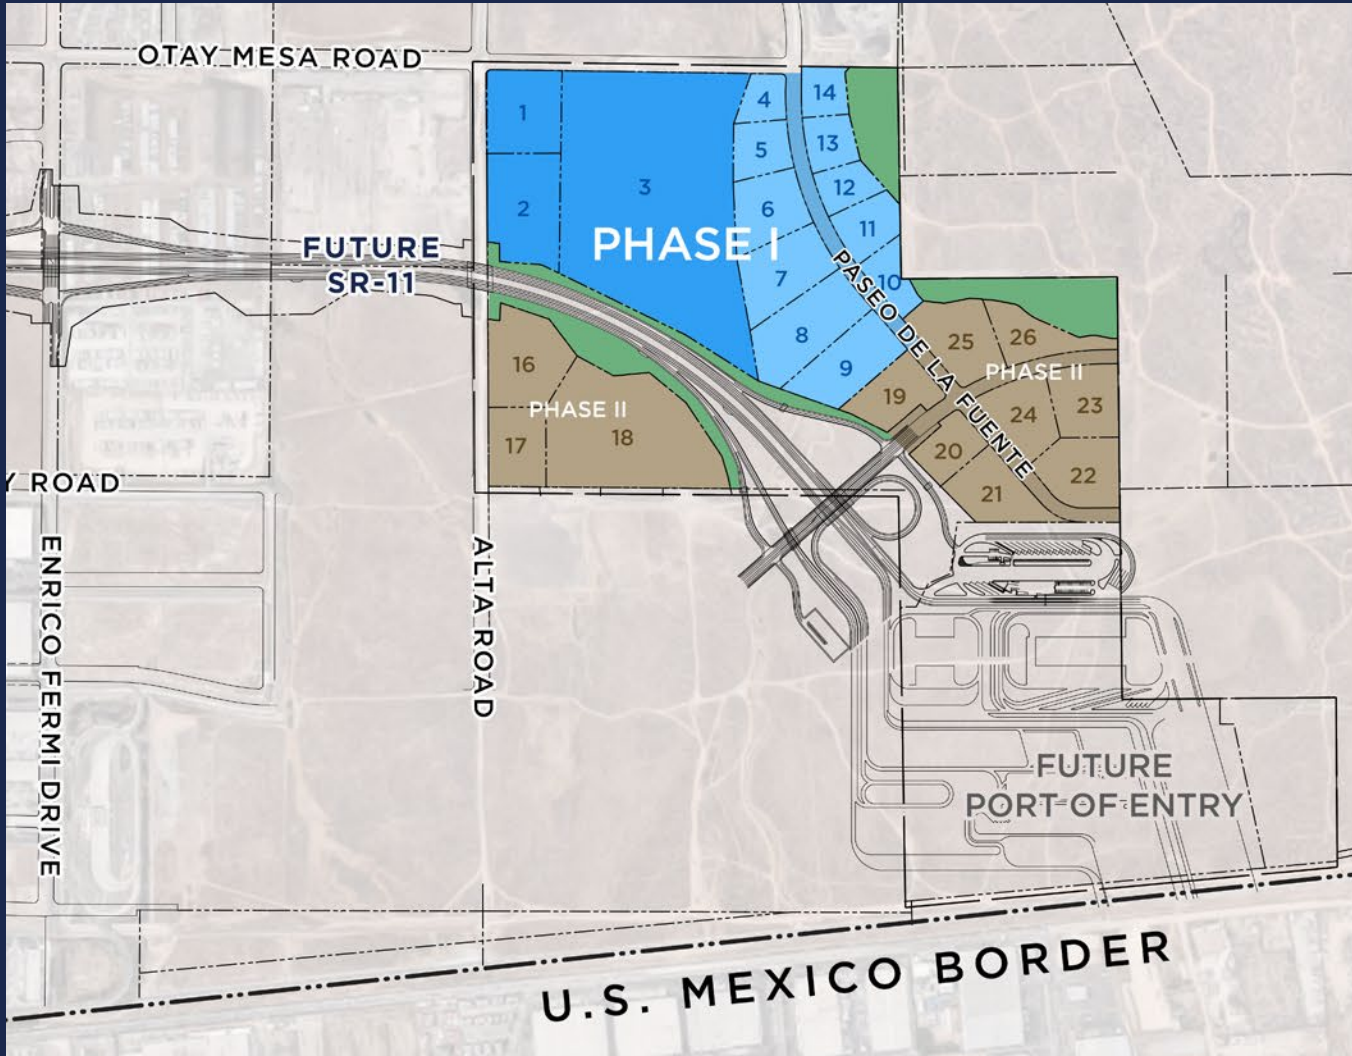 OTAY MESA ROAD
1
2
3
4
5
6
7
8
9
10
11
12
13
14
PHASE I
FUTURE
SR-11
PASEO DE LA FUENTE
16
17
18
PHASE II
19
20
21
22
23
24
25
26
PHASE II
Y ROAD
ENRICO FERMI DRIVE
ALTA ROAD
FUTURE
PORT OF ENTRY
U.S. MEXICO BORDER